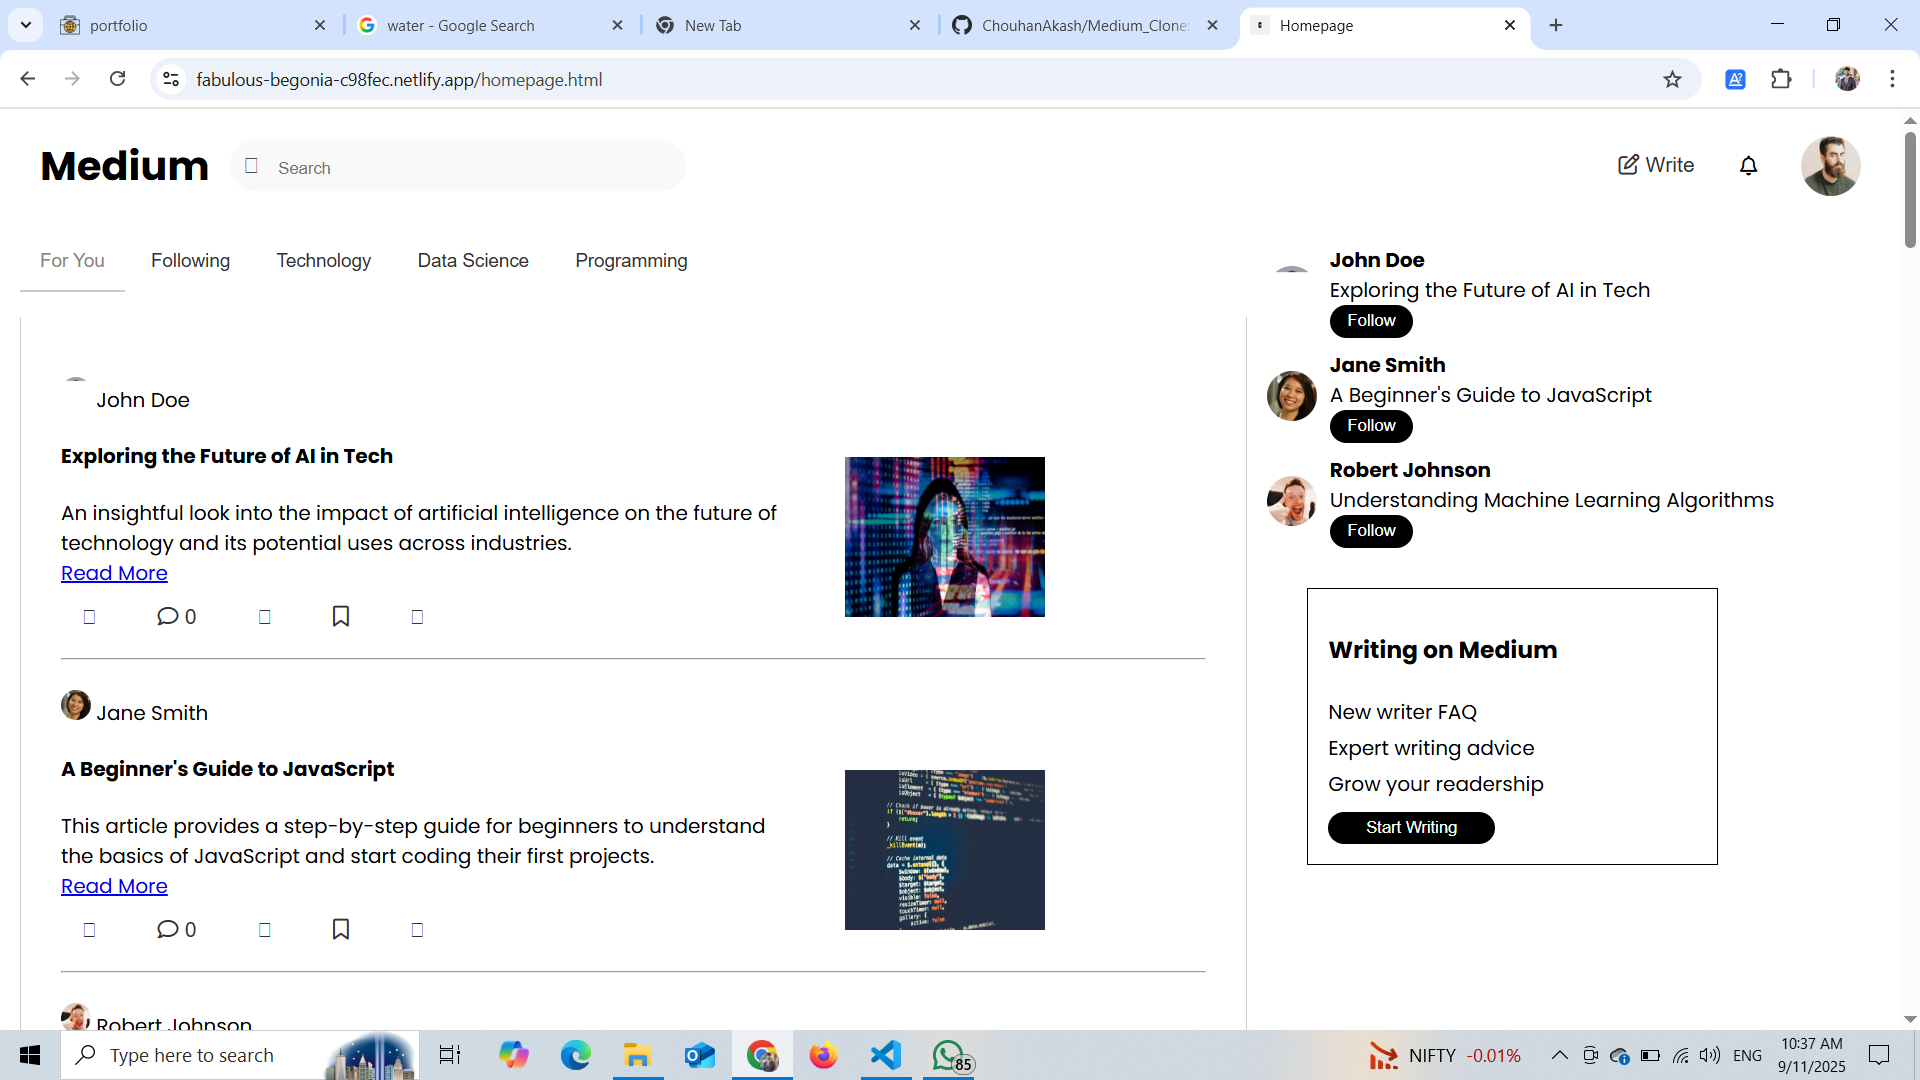 portfolio
water - Google Search
New Tab
ChouhanAkash/Medium_Clone:
Homepage
fabulous-begonia-c98fec.netlify.app/homepage.html
Medium
Search
Write
For You
Following
Technology
Data Science
Programming
John Doe
Exploring the Future of AI in Tech
An insightful look into the impact of artificial intelligence on the future of
technology and its potential uses across industries.
Read More
0
Jane Smith
A Beginner's Guide to JavaScript
This article provides a step-by-step guide for beginners to understand
the basics of JavaScript and start coding their first projects.
Read More
0
Robert Johnson
John Doe
Exploring the Future of AI in Tech
Follow
Jane Smith
A Beginner's Guide to JavaScript
Follow
Robert Johnson
Understanding Machine Learning Algorithms
Follow
Writing on Medium
New writer FAQ
Expert writing advice
Grow your readership
Start Writing
Type here to search
85
NIFTY -0.01%
ENG
10:37 AM
9/11/2025